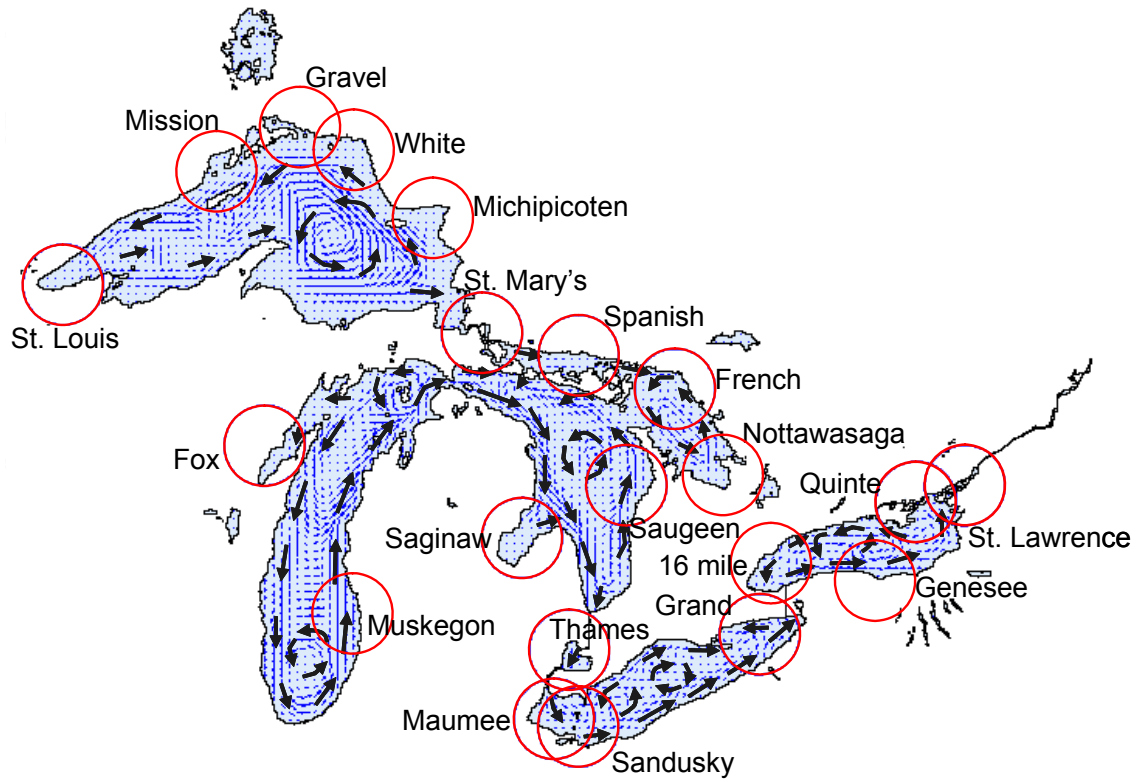 Gravel
Mission
White
Michipicoten
St. Mary's
St. Louis
Spanish
French
Nottawasaga
Fox
Quinte
Saginaw
Saugeen
St. Lawrence
16 mile
Genesee
Grand
Muskegon
Thames
Maumee
Sandusky